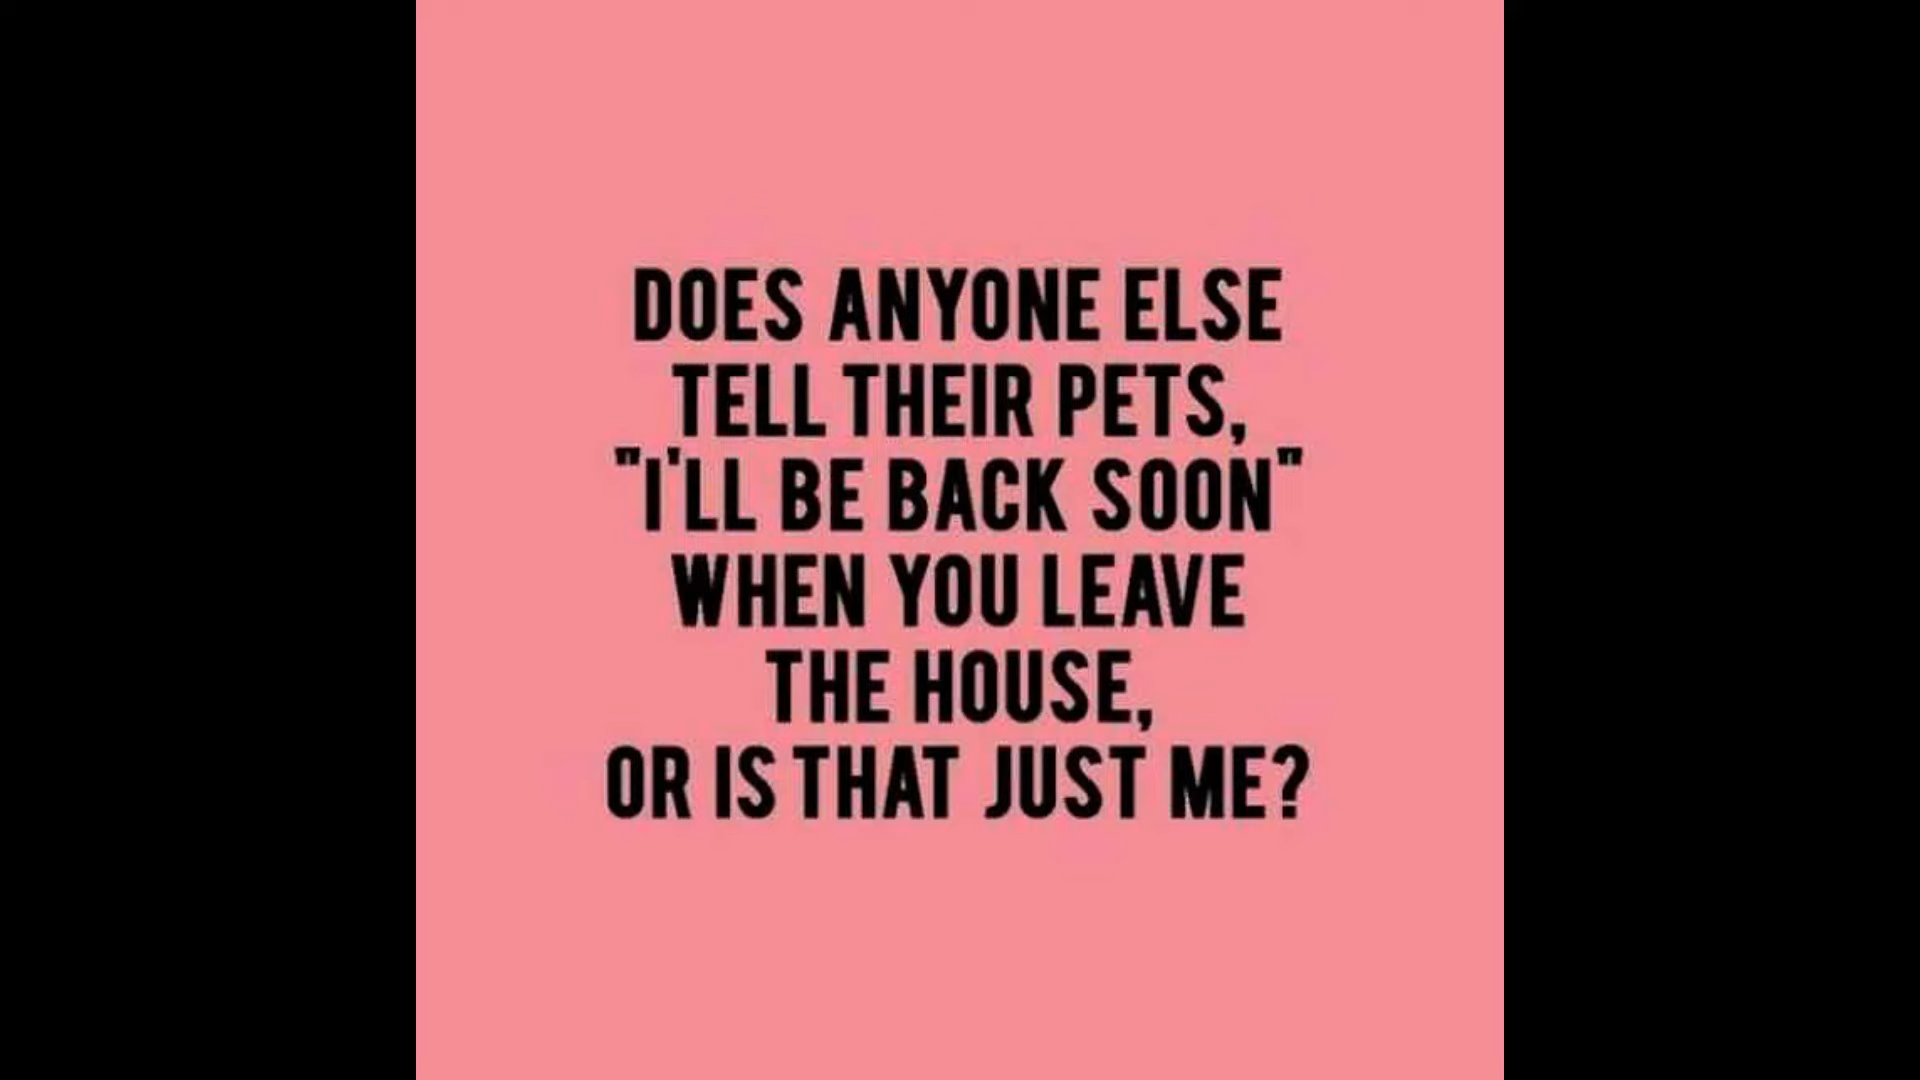 DOES ANYONE ELSE
TELL THEIR PETS,
"I'LL BE BACK SOON"
WHEN YOU LEAVE
THE HOUSE,
OR IS THAT JUST ME?